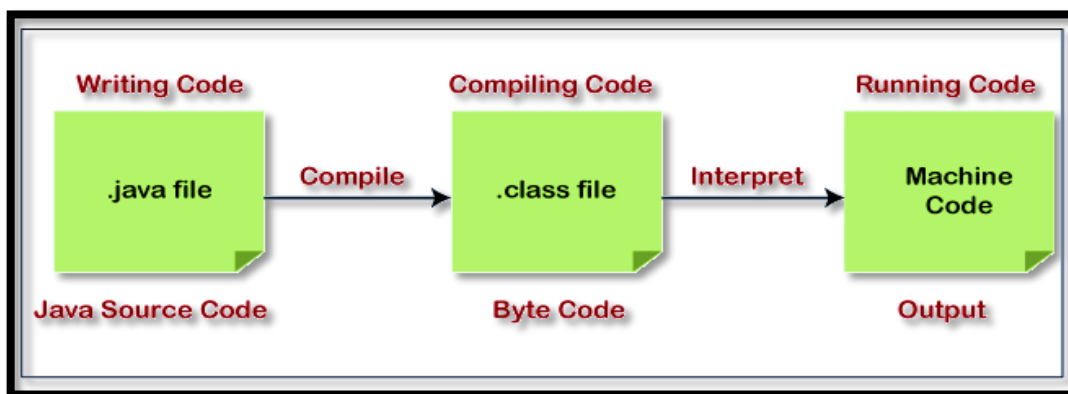 Writing Code
Compiling Code
Running Code
.java file
Compile
.class file
Interpret
Machine
Code
Java Source Code
Byte Code
Output